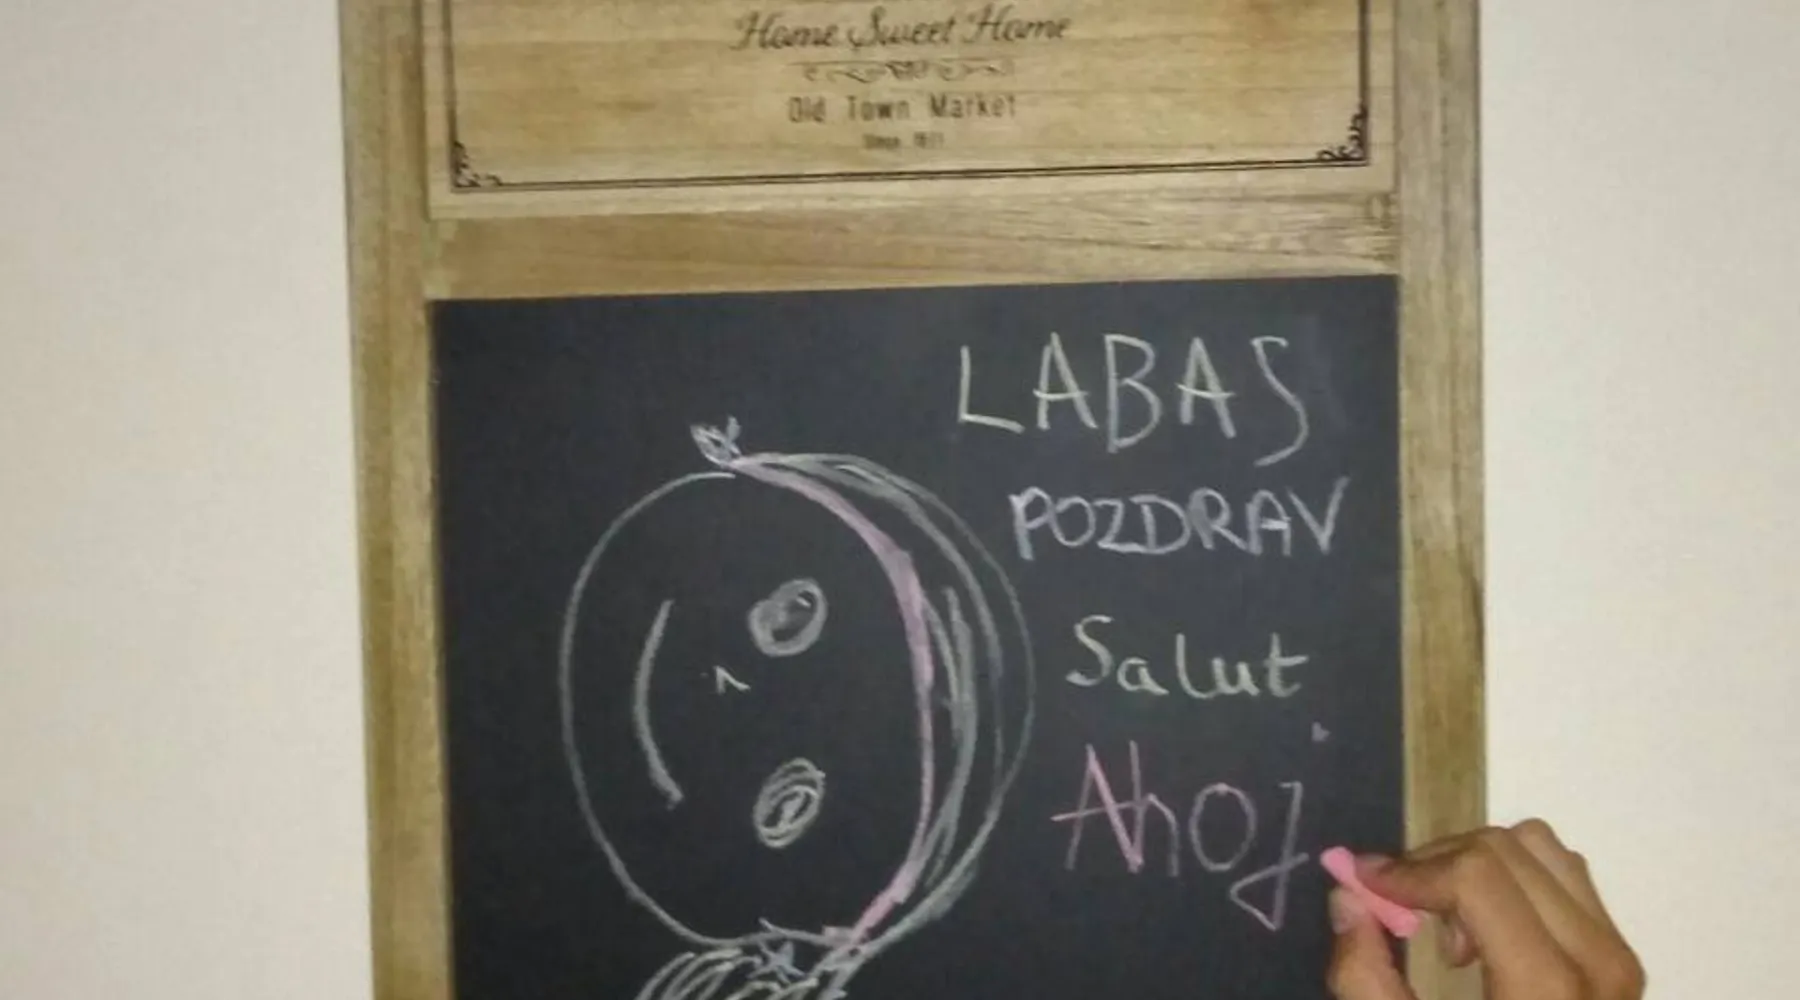 Home Sweet Home
Old Town Market
LABAS
POZDRAV
Salut
Ahoj